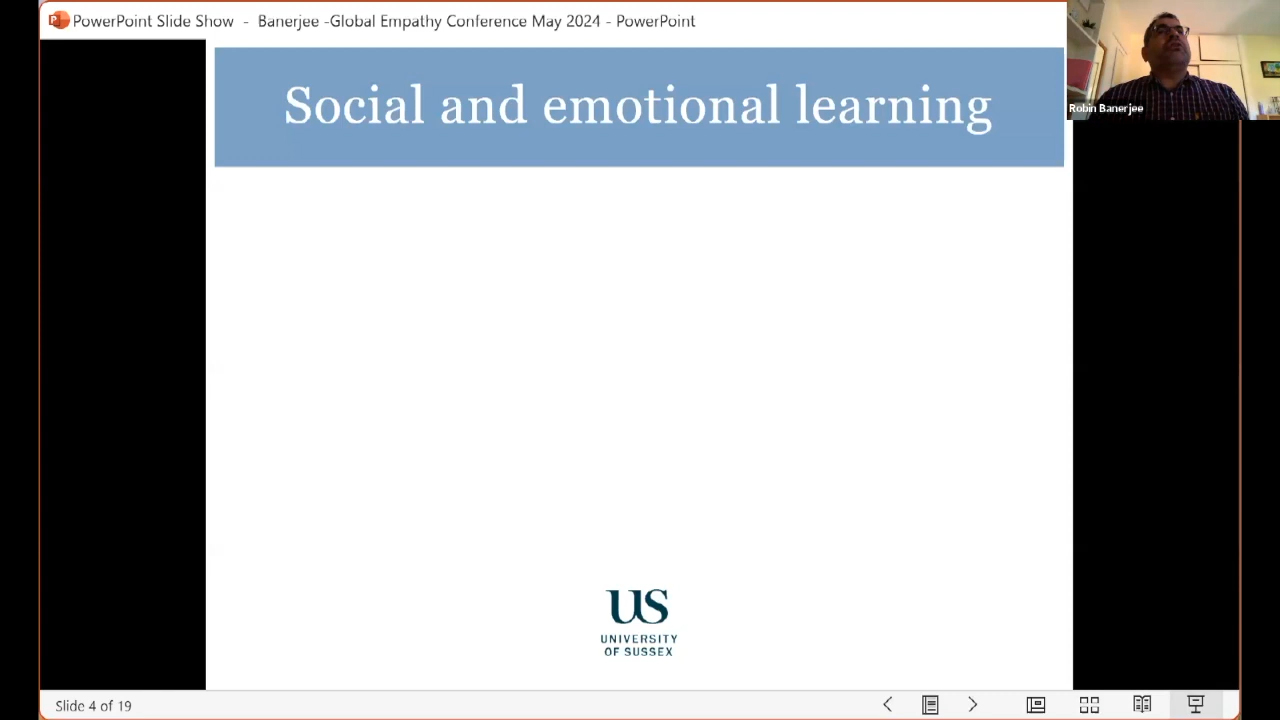 PowerPoint Slide Show - Banerjee -Global Empathy Conference May 2024 - PowerPoint
Robin Banerjee
Social and emotional learning
US
UNIVERSITY
OF SUSSEX
Slide 4 of 19